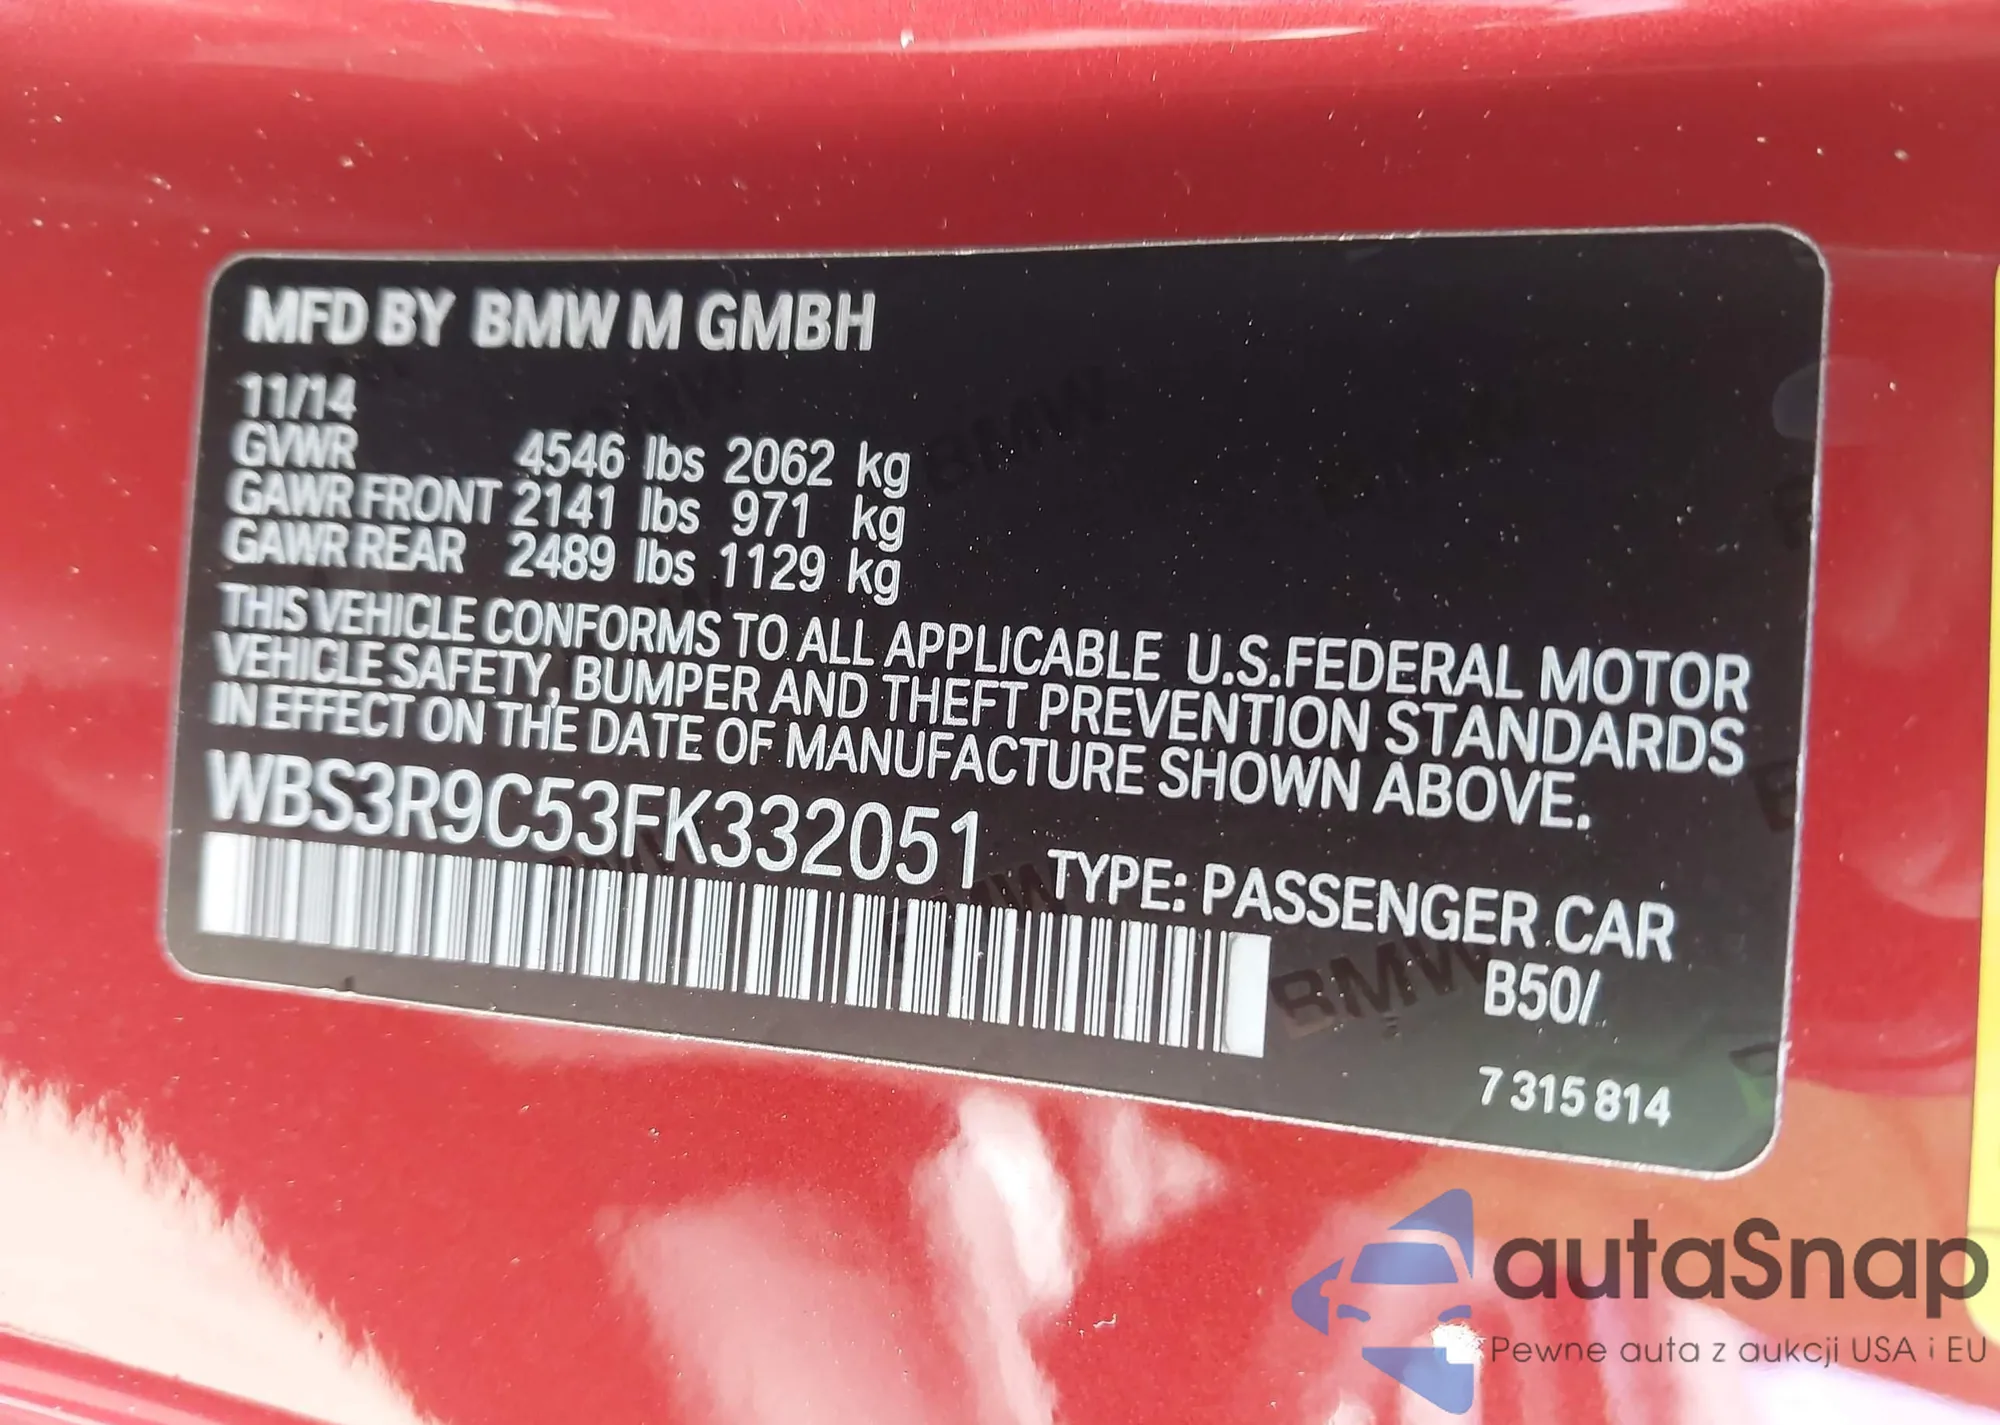 MFD BY BMW M GMBH
11/14
GVWR 4546 lbs 2062 kg
GAWR FRONT 2141 lbs 971 kg
GAWR REAR 2489 lbs 1129 kg
THIS VEHICLE CONFORMS TO ALL APPLICABLE U.S.FEDERAL MOTOR
VEHICLE SAFETY, BUMPER AND THEFT PREVENTION STANDARDS
IN EFFECT ON THE DATE OF MANUFACTURE SHOWN ABOVE.
WBS3R9C53FK332051
TYPE: PASSENGER CAR
B50/
7 315 814
autaSnap
Pewne auta z aukcji USA i EU